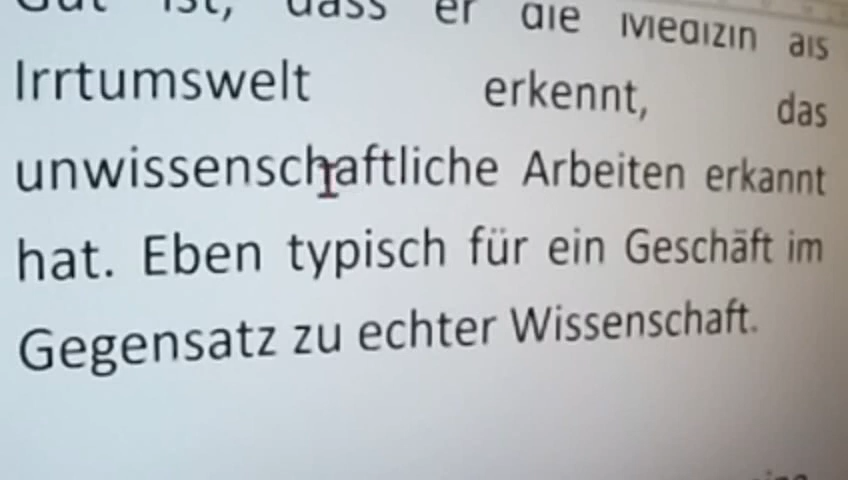 Gut ist, dass er die Medizin als
Irrtumswelt erkennt, das
unwissenschaftliche Arbeiten erkannt
hat. Eben typisch für ein Geschäft im
Gegensatz zu echter Wissenschaft.